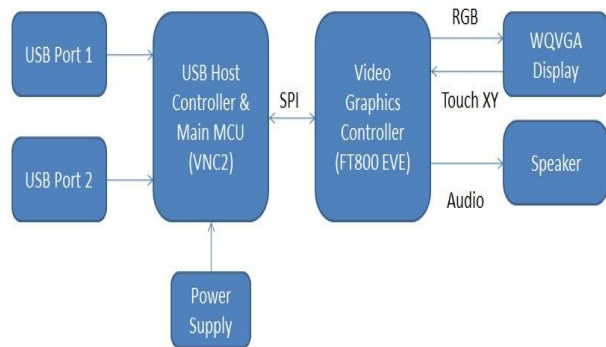 USB Port 1
USB Port 2
USB Host
Controller &
Main MCU
(VNC2)
Power
Supply
SPI
Video
Graphics
Controller
(FT800 EVE)
RGB
Touch XY
Audio
WQVGA
Display
Speaker